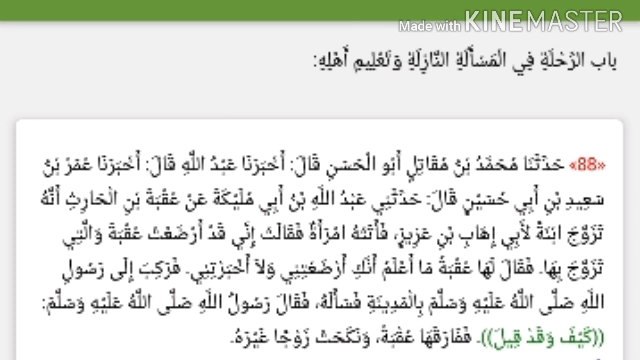 Made with KINEMASTER
باب الرِّحْلَةِ فِي الْمَسْأَلَةِ النَّازِلَةِ وَتَعْلِيمِ أَهْلِهِ:
«88» حَدَّثَنَا مُحَمَّدُ بْنُ مُقَاتِلٍ أَبُو الْحَسَنِ قَالَ: أَخْبَرَنَا عَبْدُ اللَّهِ قَالَ: أَخْبَرَنَا عُمَرُ بْنُ
سَعِيدِ بْنِ أَبِي حُسَيْنٍ قَالَ: حَدَّثَنِي عَبْدُ اللَّهِ بْنُ أَبِي مُلَيْكَةَ عَنْ عُقْبَةَ بْنِ الْحَارِثِ أَنَّهُ
تَزَوَّجَ ابْنَةً لأَبِي إِهَابِ بْنِ عَزِيزٍ، فَأَتَتْهُ امْرَأَةٌ فَقَالَتْ إِنِّي قَدْ أَرْضَعْتُ عُقْبَةَ وَالَّتِي
تَزَوَّجَ بِهَا. فَقَالَ لَهَا عُقْبَةُ مَا أَعْلَمُ أَنَّكِ أَرْضَعْتِنِي وَلاَ أَخْبَرْتِنِي. فَرَكِبَ إِلَى رَسُولِ
اللَّهِ صَلَّى اللَّهُ عَلَيْهِ وَسَلَّمَ بِالْمَدِينَةِ فَسَأَلَهُ، فَقَالَ رَسُولُ اللَّهِ صَلَّى اللَّهُ عَلَيْهِ وَسَلَّمَ:
((كَيْفَ وَقَدْ قِيلَ)). فَفَارَقَهَا عُقْبَةُ، وَنَكَحَتْ زَوْجًا غَيْرَهُ.